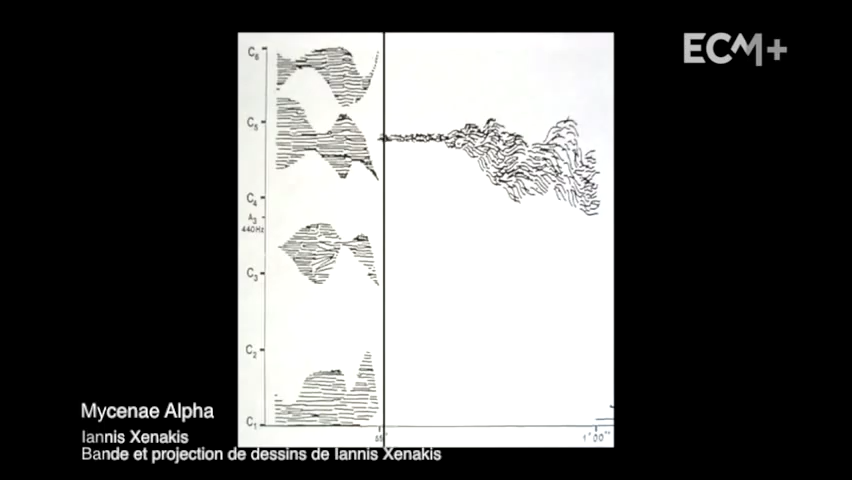 ECM+
C6
C5
C4
A3
440Hz
C3
C2
C1
55"
1'00"
Mycenae Alpha
Iannis Xenakis
Bande et projection de dessins de Iannis Xenakis